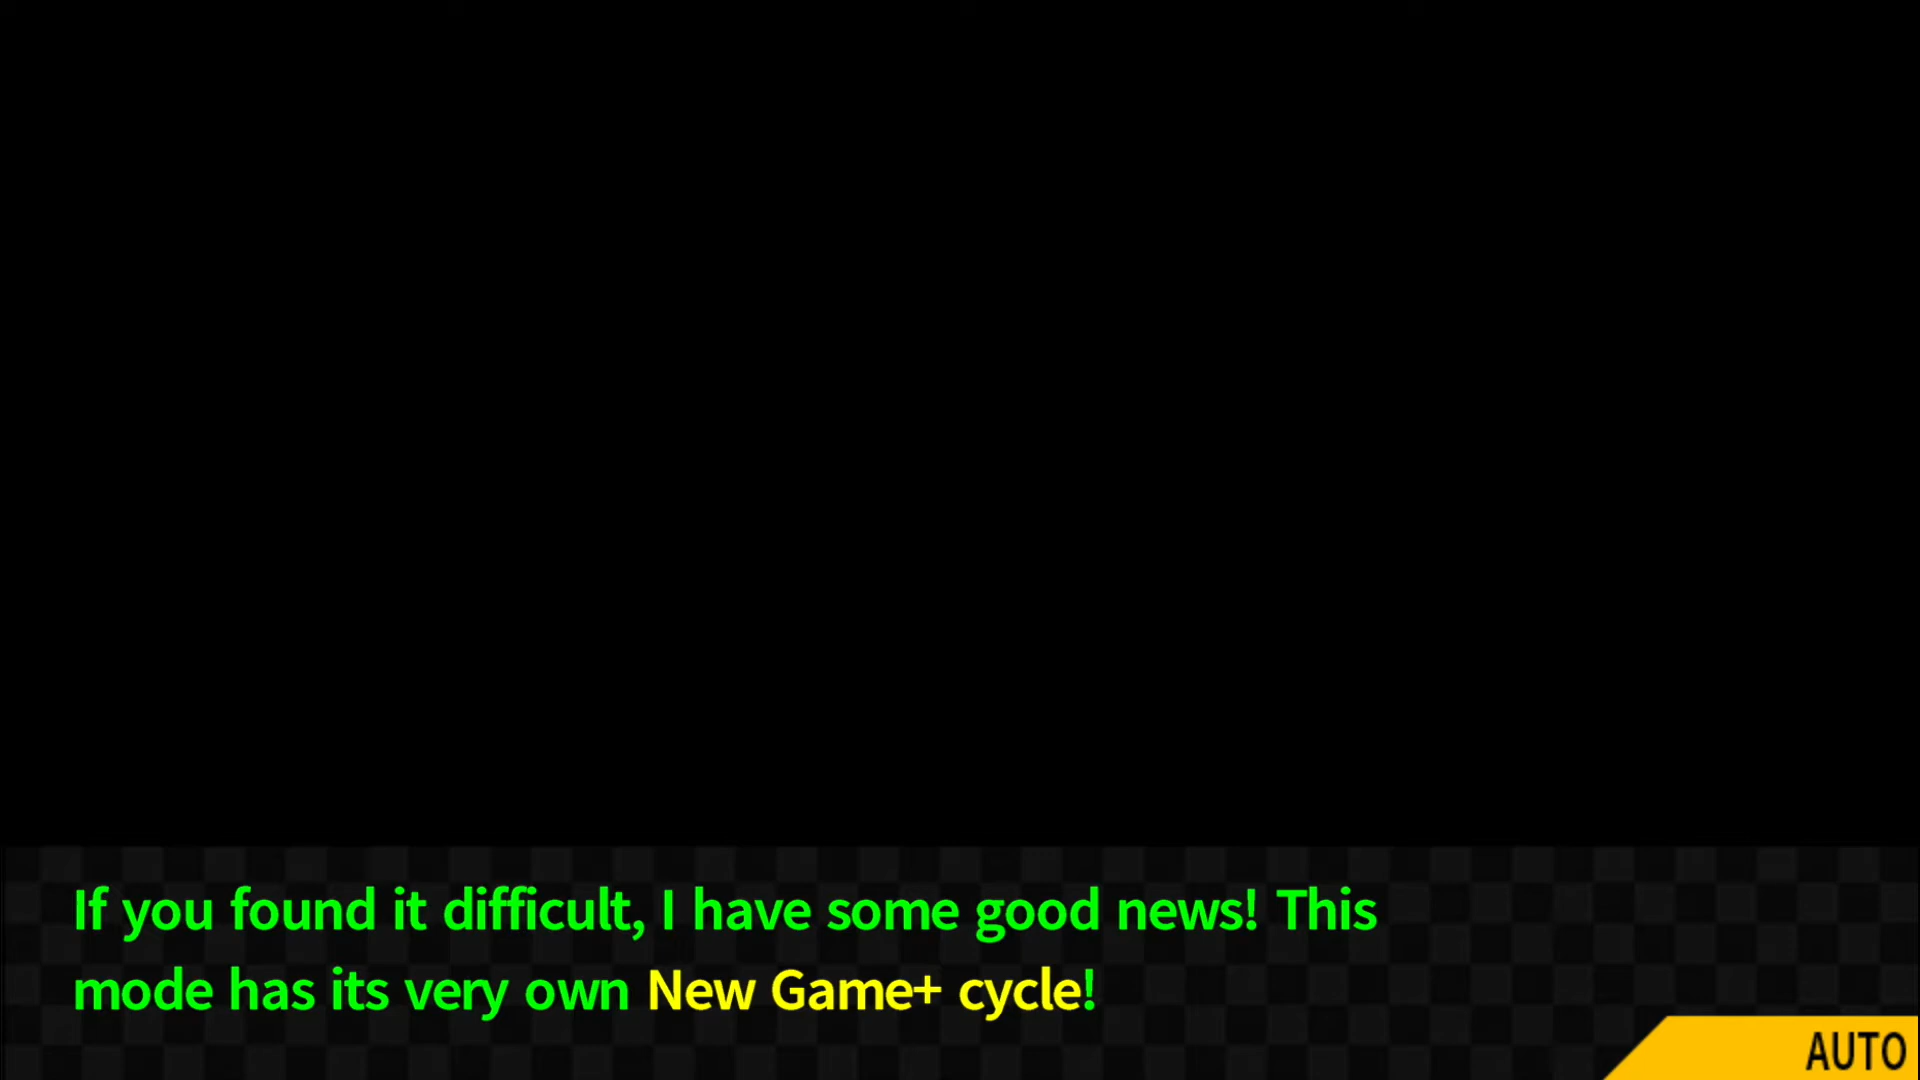 If you found it difficult, I have some good news! This
mode has its very own New Game+ cycle!
AUTO